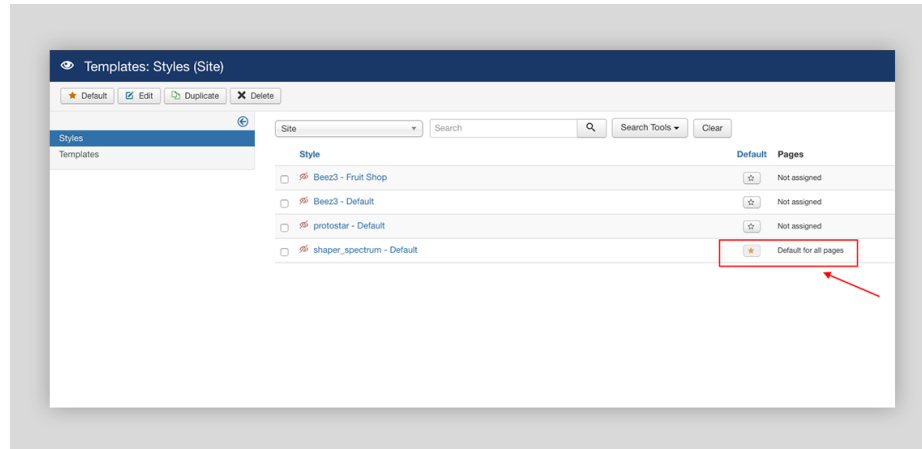 Templates: Styles (Site)
Default Edit Duplicate Delete
Site Search Search Tools Clear
Styles
Templates
Style Default Pages
Beez3 - Fruit Shop Not assigned
Beez3 - Default Not assigned
protostar - Default Not assigned
shaper_spectrum - Default Default for all pages